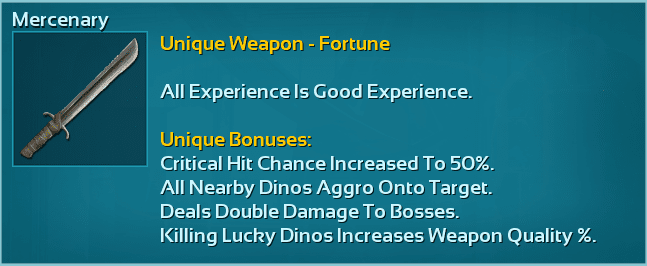 Mercenary
Unique Weapon - Fortune
All Experience Is Good Experience.
Unique Bonuses:
Critical Hit Chance Increased To 50%.
All Nearby Dinos Aggro Onto Target.
Deals Double Damage To Bosses.
Killing Lucky Dinos Increases Weapon Quality %.